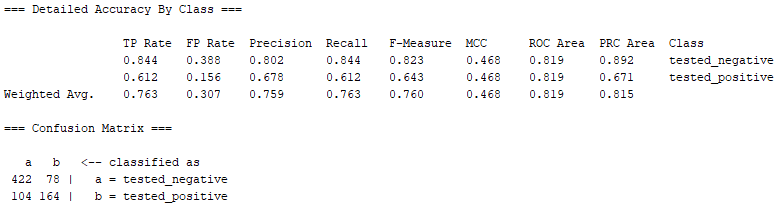 === Detailed Accuracy By Class ===
TP Rate FP Rate Precision Recall F-Measure MCC ROC Area PRC Area Class
0.844 0.388 0.802 0.844 0.823 0.468 0.819 0.892 tested_negative
0.612 0.156 0.678 0.612 0.643 0.468 0.819 0.671 tested_positive
Weighted Avg. 0.763 0.307 0.759 0.763 0.760 0.468 0.819 0.815
=== Confusion Matrix ===
a b <-- classified as
422 78 | a = tested_negative
104 164 | b = tested_positive